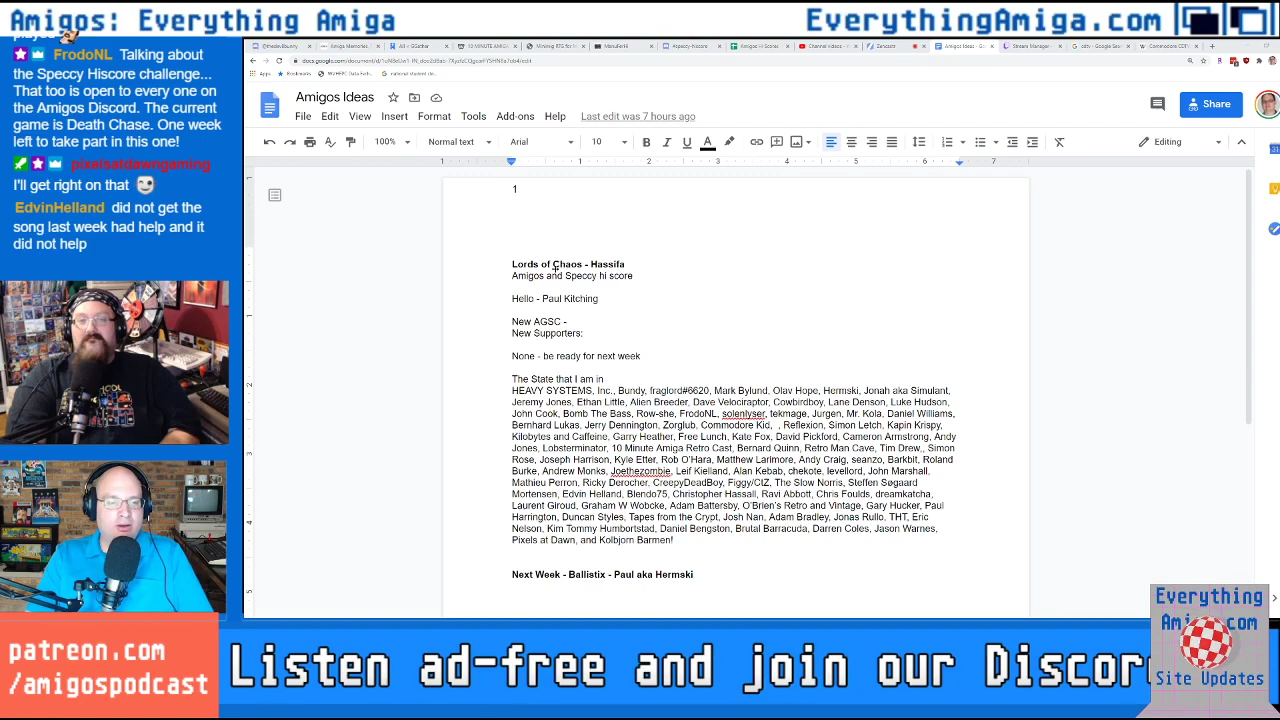 Amigos: Everything Amiga
EverythingAmiga.com
FrodoNL Talking about
the Speccy Hiscore challenge...
That too is open to every one on
the Amigos Discord. The current
game is Death Chase. One week
left to take part in this one!
pixaisatdawngaming
I'll get right on that
EdvinHelland did not get the
song last week had help and it
did not help
Amigos Ideas
File Edit View Insert Format Tools Add-ons Help Last edit was 7 hours ago
Share
100% Normal text Arial 10 B I U A Editing
1 1 2 3 4 5 6 7
1
Lords of Chaos - Hassifa
Amigos and Speccy hi score
Hello - Paul Kitching
New AGSC -
New Supporters:
None - be ready for next week
The State that I am in
HEAVY SYSTEMS, Inc., Bundy, fraglord#6620, Mark Bylund, Olav Hope, Hermski, Jonah aka Simulant,
Jeremy Jones, Ethan Little, Alien Breeder, Dave Velociraptor, Cowbirdboy, Lane Denson, Luke Hudson,
John Cook, Bomb The Bass, Row-she, FrodoNL, solenlyser, tekmage, Jurgen, Mr. Kola, Daniel Williams,
Bernhard Lukas, Jerry Dennington, Zorglub, Commodore Kid, , Reflexion, Simon Letch, Kapin Krispy,
Kilobytes and Caffeine, Garry Heather, Free Lunch, Kate Fox, David Pickford, Cameron Armstrong, Andy
Jones, Lobsterminator, 10 Minute Amiga Retro Cast, Bernard Quinn, Retro Man Cave, Tim Drew,, Simon
Rose, Joseph Harrison, Kyle Etter, Rob O'Hara, Matthew Larimore, Andy Craig, seanzo, Barkbit, Roland
Burke, Andrew Monks, Joethezombie, Leif Kielland, Alan Kebab, chekote, levellord, John Marshall,
Mathieu Perron, Ricky Derocher, CreepyDeadBoy, Figgy/CtZ, The Slow Norris, Steffen Søgaard
Mortensen, Edvin Helland, Blendo75, Christopher Hassall, Ravi Abbott, Chris Foulds, dreamkatcha,
Laurent Giroud, Graham W Wobcke, Adam Battersby, O'Brien's Retro and Vintage, Gary Hucker, Paul
Harrington, Duncan Styles, Tapes from the Crypt, Josh Nan, Adam Bradley, Jonas Rullo, THT, Eric
Nelson, Kim Tommy Humborstad, Daniel Bengston, Brutal Barracuda, Darren Coles, Jason Warnes,
Pixels at Dawn, and Kolbjorn Barmen!
Next Week - Ballistix - Paul aka Hermski
patreon.com
/amigospodcast
Listen ad-free and join our Discor
Everything
Site Updates